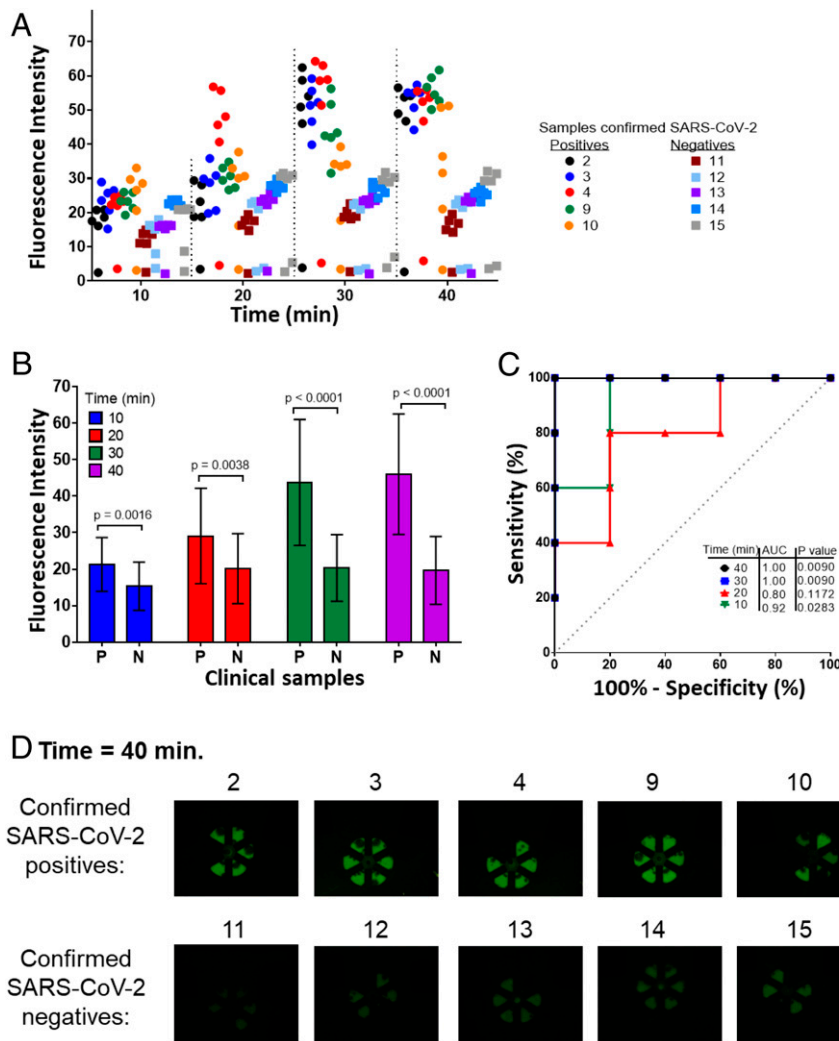 A
Fluorescence Intensity
70
60
50
40
30
20
10
0
10 20 30 40
Time (min)
Samples confirmed SARS-CoV-2
Positives Negatives
2 11
3 12
4 13
9 14
10 15
B
Fluorescence Intensity
70
60
50
40
30
20
10
0
Time (min)
10
20
30
40
p = 0.0016
p = 0.0038
p < 0.0001
p <0.0001
P N P N P N P N
Clinical samples
C
Sensitivity (%)
100
80
60
40
20
0
Time (min) AUC P value
40 1.00 0.0090
30 1.00 0.0090
20 0.80 0.1172
10 0.92 0.0283
0 20 40 60 80 100
100% - Specificity (%)
D Time = 40 min.
2 3 4 9 10
Confirmed
SARS-CoV-2
positives:
11 12 13 14 15
Confirmed
SARS-CoV-2
negatives: